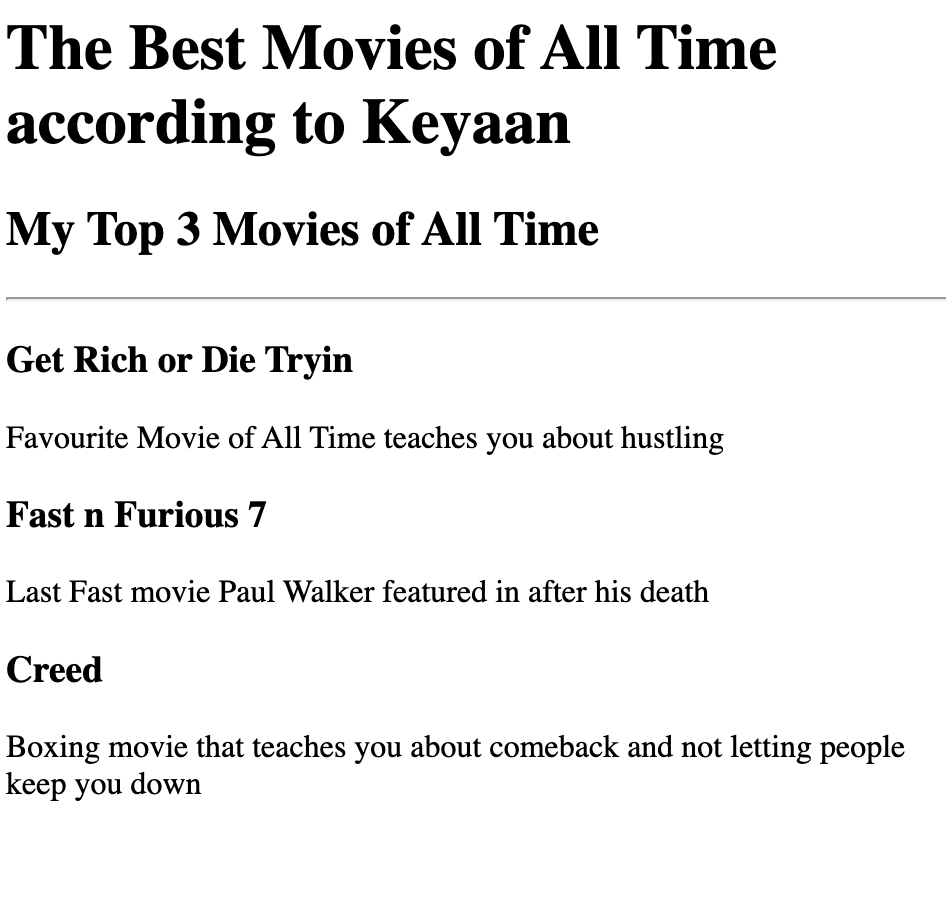 The Best Movies of All Time
according to Keyaan
My Top 3 Movies of All Time
Get Rich or Die Tryin
Favourite Movie of All Time teaches you about hustling
Fast n Furious 7
Last Fast movie Paul Walker featured in after his death
Creed
Boxing movie that teaches you about comeback and not letting people
keep you down